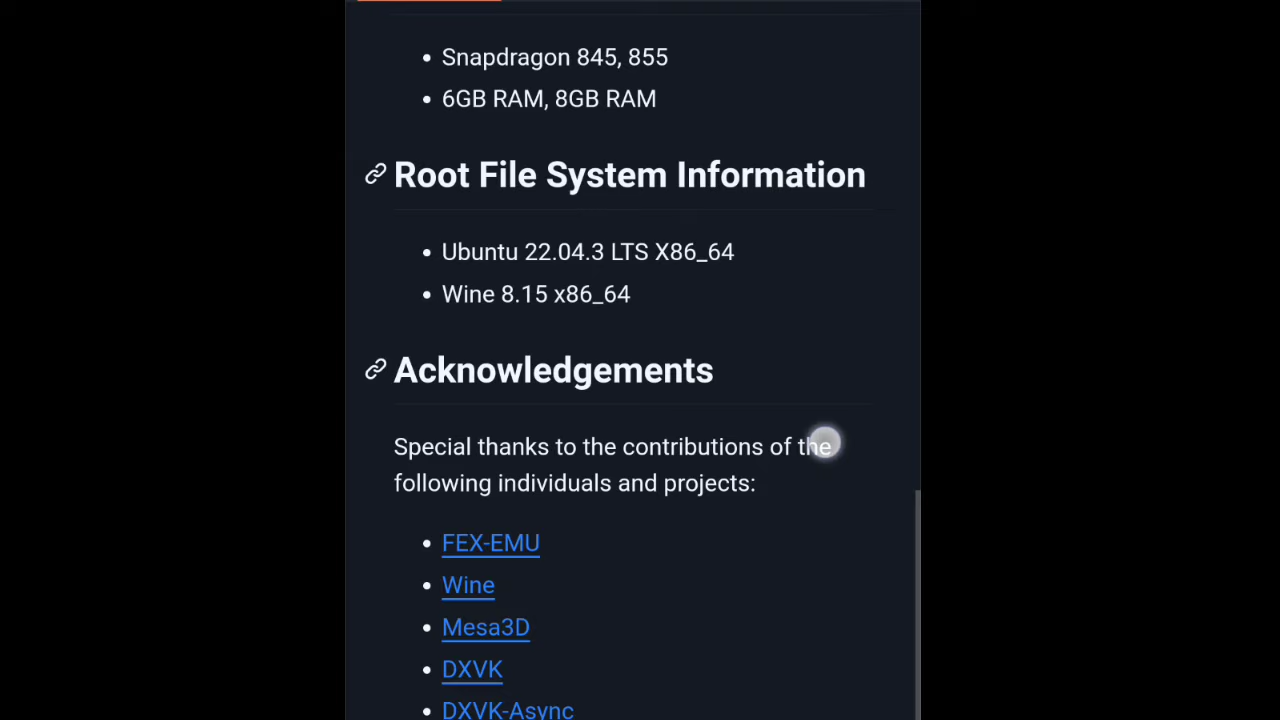 Snapdragon 845, 855
6GB RAM, 8GB RAM
Root File System Information
Ubuntu 22.04.3 LTS X86_64
Wine 8.15 x86_64
Acknowledgements
Special thanks to the contributions of the
following individuals and projects:
FEX-EMU
Wine
Mesa3D
DXVK
DXVK-Async